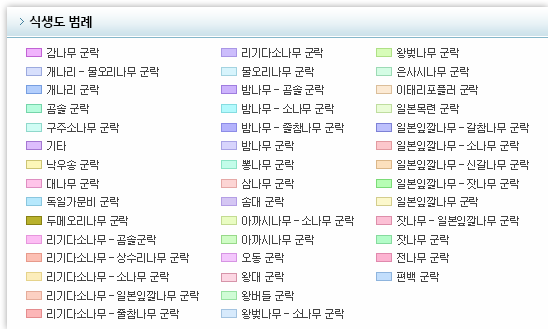 식생도 범례
감나무 군락
개나리 - 물오리나무 군락
개나리 군락
곰솔 군락
구주소나무 군락
기타
낙우송 군락
대나무 군락
독일가문비 군락
두메오리나무 군락
리기다소나무 - 곰솔군락
리기다소나무 - 상수리나무 군락
리기다소나무 - 소나무 군락
리기다소나무 - 일본잎깔나무 군락
리기다소나무 - 졸참나무 군락
리기다소나무 군락
물오리나무 군락
밤나무 - 곰솔 군락
밤나무 - 소나무 군락
밤나무 - 졸참나무 군락
밤나무 군락
뽕나무 군락
삼나무 군락
솜대 군락
아까시나무 - 소나무 군락
아까시나무 군락
오동 군락
왕대 군락
왕버들 군락
왕벚나무 - 소나무 군락
왕벚나무 군락
은사시나무 군락
이태리포플러 군락
일본목련 군락
일본잎깔나무 - 갈참나무 군락
일본잎깔나무 - 소나무 군락
일본잎깔나무 - 신갈나무 군락
일본잎깔나무 - 잣나무 군락
일본잎깔나무 군락
잣나무 - 일본잎깔나무 군락
잣나무 군락
전나무 군락
편백 군락